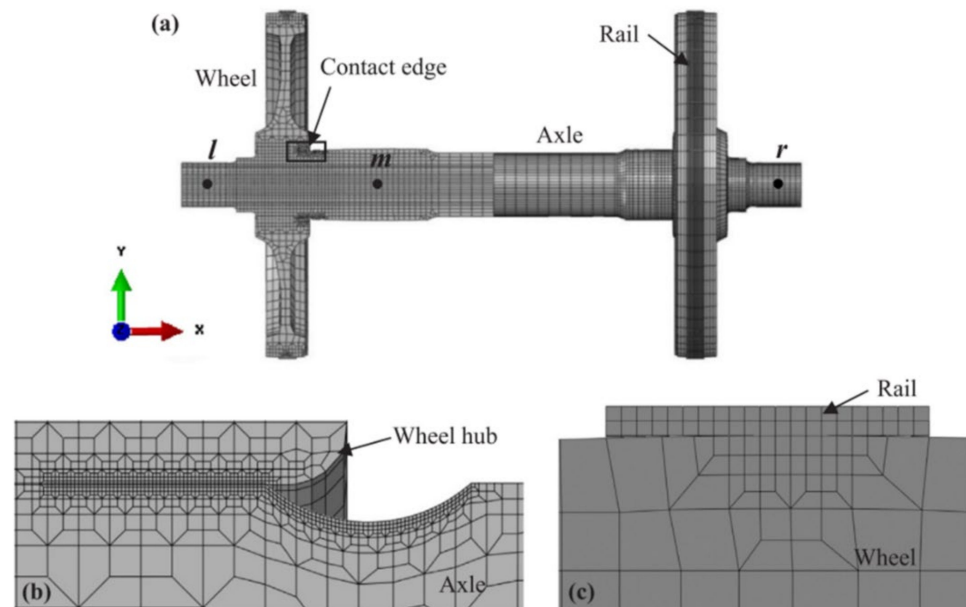 (a)
Rail
Contact edge
Wheel
Axle
l
m
r
Y
Z
X
Rail
Wheel hub
Wheel
(b)
Axle
(c)